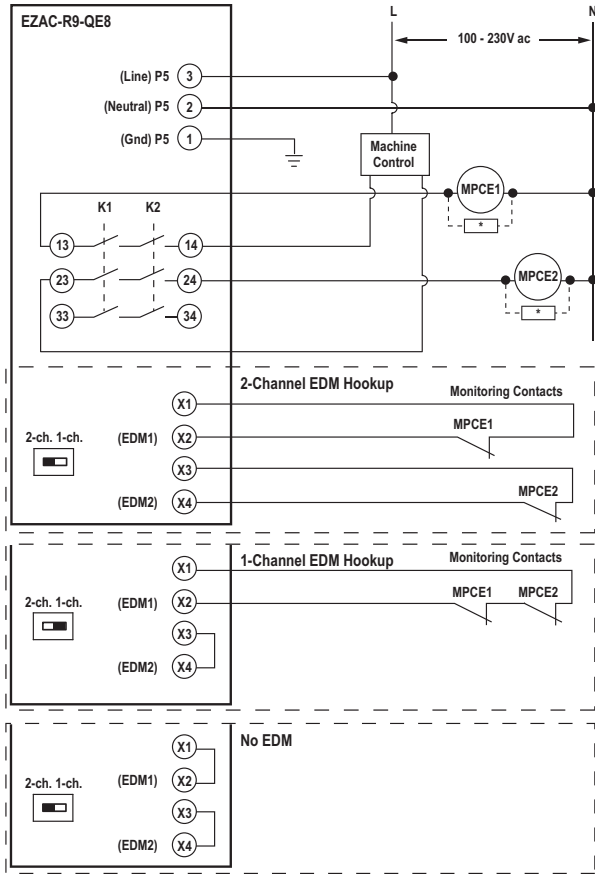 EZAC-R9-QE8
L
N
100 - 230V ac
(Line) P5 3
(Neutral) P5 2
(Gnd) P5 1
Machine
Control
MPCE1
*
K1 K2
13 14
23 24
33 34
MPCE2
*
2-Channel EDM Hookup
Monitoring Contacts
X1
2-ch. 1-ch.
(EDM1) X2
MPCE1
X3
(EDM2) X4
MPCE2
1-Channel EDM Hookup
Monitoring Contacts
X1
2-ch. 1-ch.
(EDM1) X2
MPCE1 MPCE2
X3
(EDM2) X4
No EDM
X1
2-ch. 1-ch.
(EDM1) X2
X3
(EDM2) X4